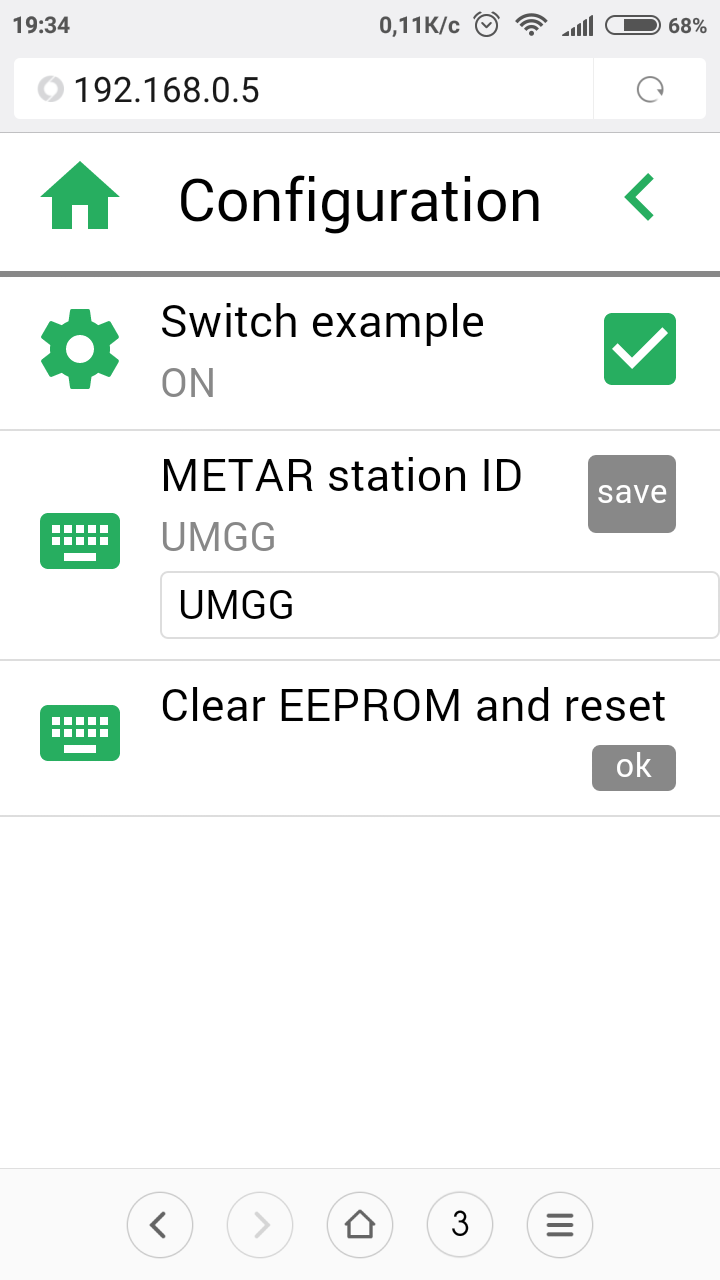 19:34 0,11K/c 68%
192.168.0.5
Configuration
Switch example
ON
METAR station ID
save
UMGG
UMGG
Clear EEPROM and reset
ok
3